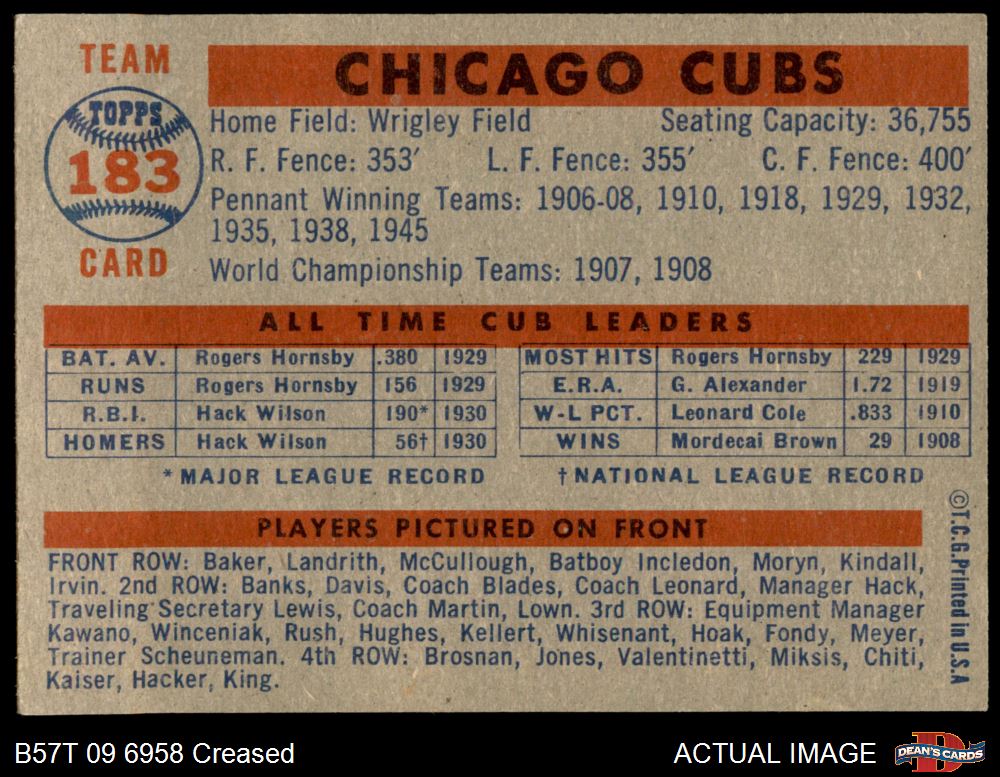 TEAM
TOPPS
183
CARD
CHICAGO CUBS
Home Field: Wrigley Field Seating Capacity: 36,755
R. F. Fence: 353′ L. F. Fence: 355′ C. F. Fence: 400′
Pennant Winning Teams: 1906-08, 1910, 1918, 1929, 1932,
1935, 1938, 1945
World Championship Teams: 1907, 1908
ALL TIME CUB LEADERS
BAT. AV. Rogers Hornsby .380 1929 MOST HITS Rogers Hornsby 229 1929
RUNS Rogers Hornsby 156 1929 E.R.A. G. Alexander 1.72 1919
R.B.I. Hack Wilson 190* 1930 W-L PCT. Leonard Cole .833 1910
HOMERS Hack Wilson 56† 1930 WINS Mordecai Brown 29 1908
* MAJOR LEAGUE RECORD † NATIONAL LEAGUE RECORD
PLAYERS PICTURED ON FRONT
FRONT ROW: Baker, Landrith, McCullough, Batboy Incledon, Moryn, Kindall,
Irvin. 2nd ROW: Banks, Davis, Coach Blades, Coach Leonard, Manager Hack,
Traveling Secretary Lewis, Coach Martin, Lown. 3rd ROW: Equipment Manager
Kawano, Winceniak, Rush, Hughes, Kellert, Whisenant, Hoak, Fondy, Meyer,
Trainer Scheuneman. 4th ROW: Brosnan, Jones, Valentinetti, Miksis, Chiti,
Kaiser, Hacker, King.
©T.C.G. Printed in U.S.A
B57T 09 6958 Creased ACTUAL IMAGE
DEAN'S CARDS